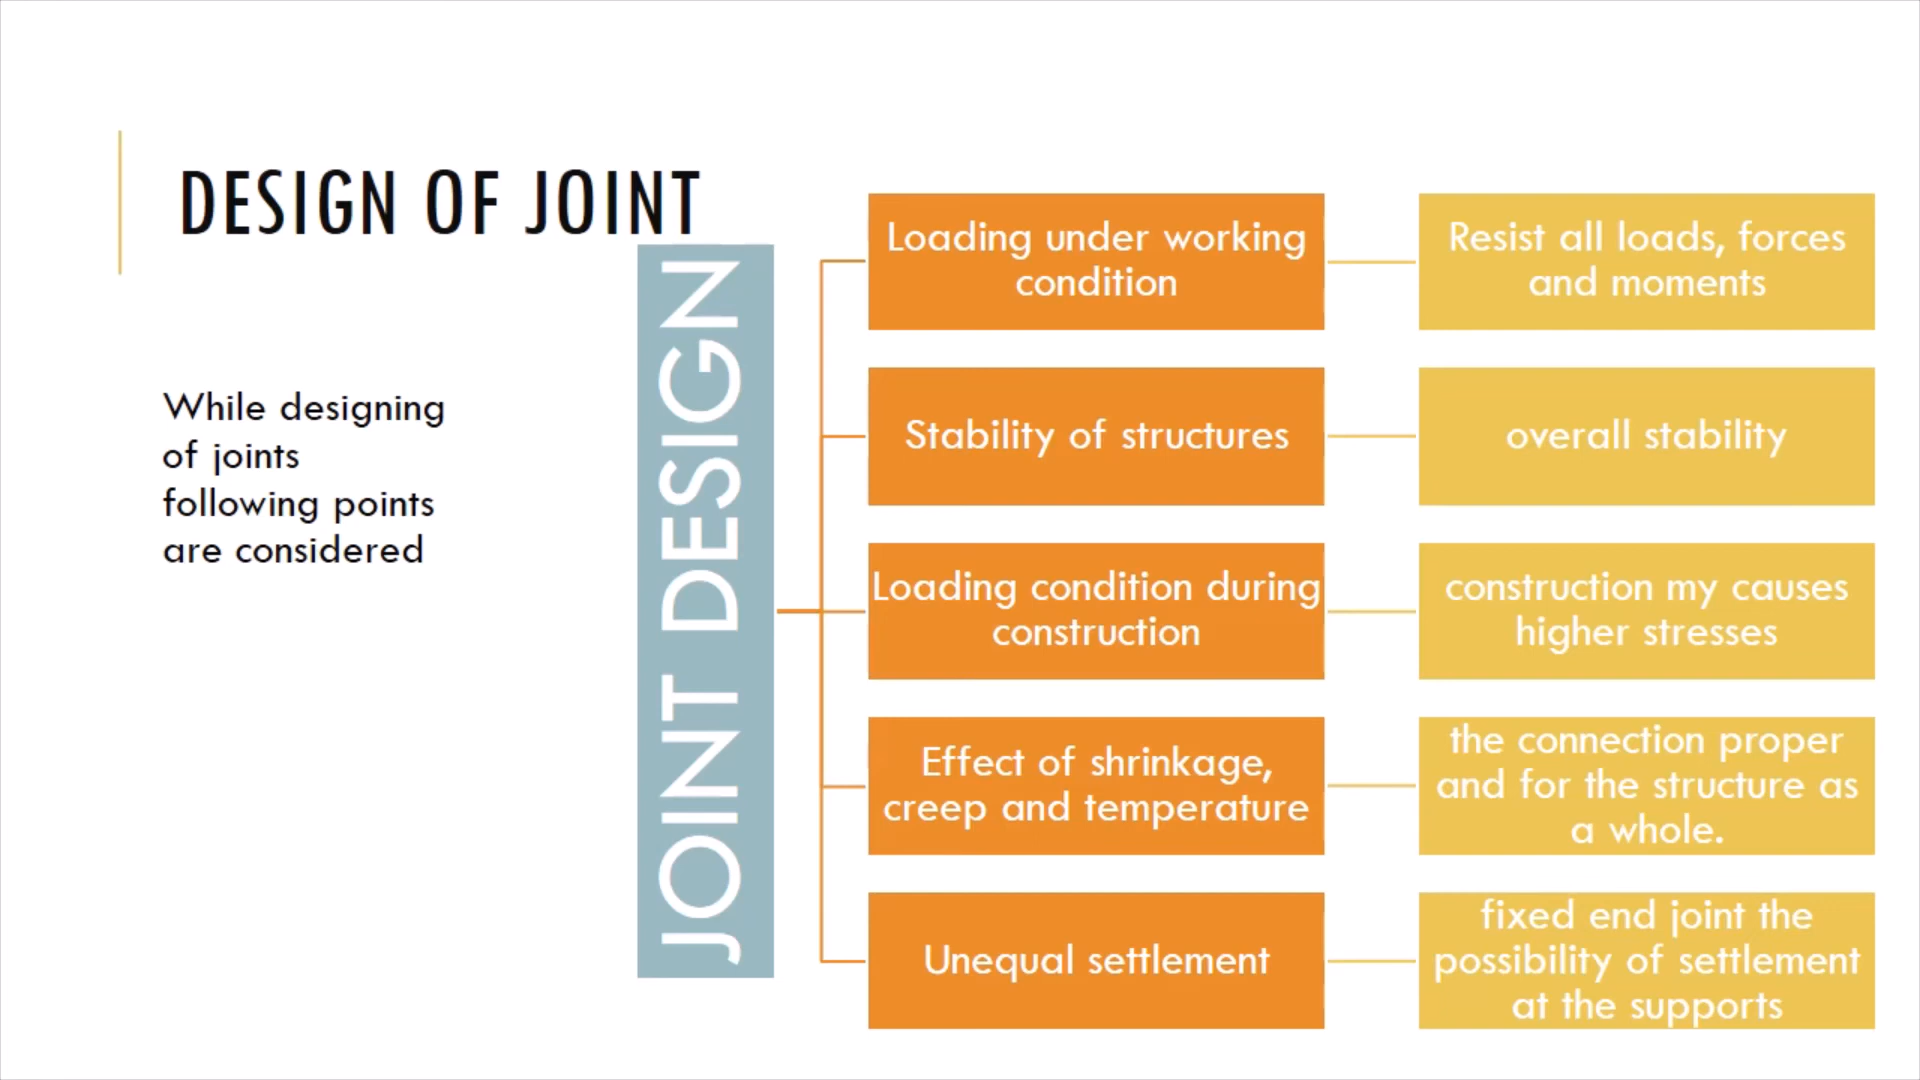 DESIGN OF JOINT
While designing
of joints
following points
are considered
JOINT DESIGN
Loading under working
condition
Resist all loads, forces
and moments
Stability of structures
overall stability
Loading condition during
construction
construction my causes
higher stresses
Effect of shrinkage,
creep and temperature
the connection proper
and for the structure as
a whole.
Unequal settlement
fixed end joint the
possibility of settlement
at the supports